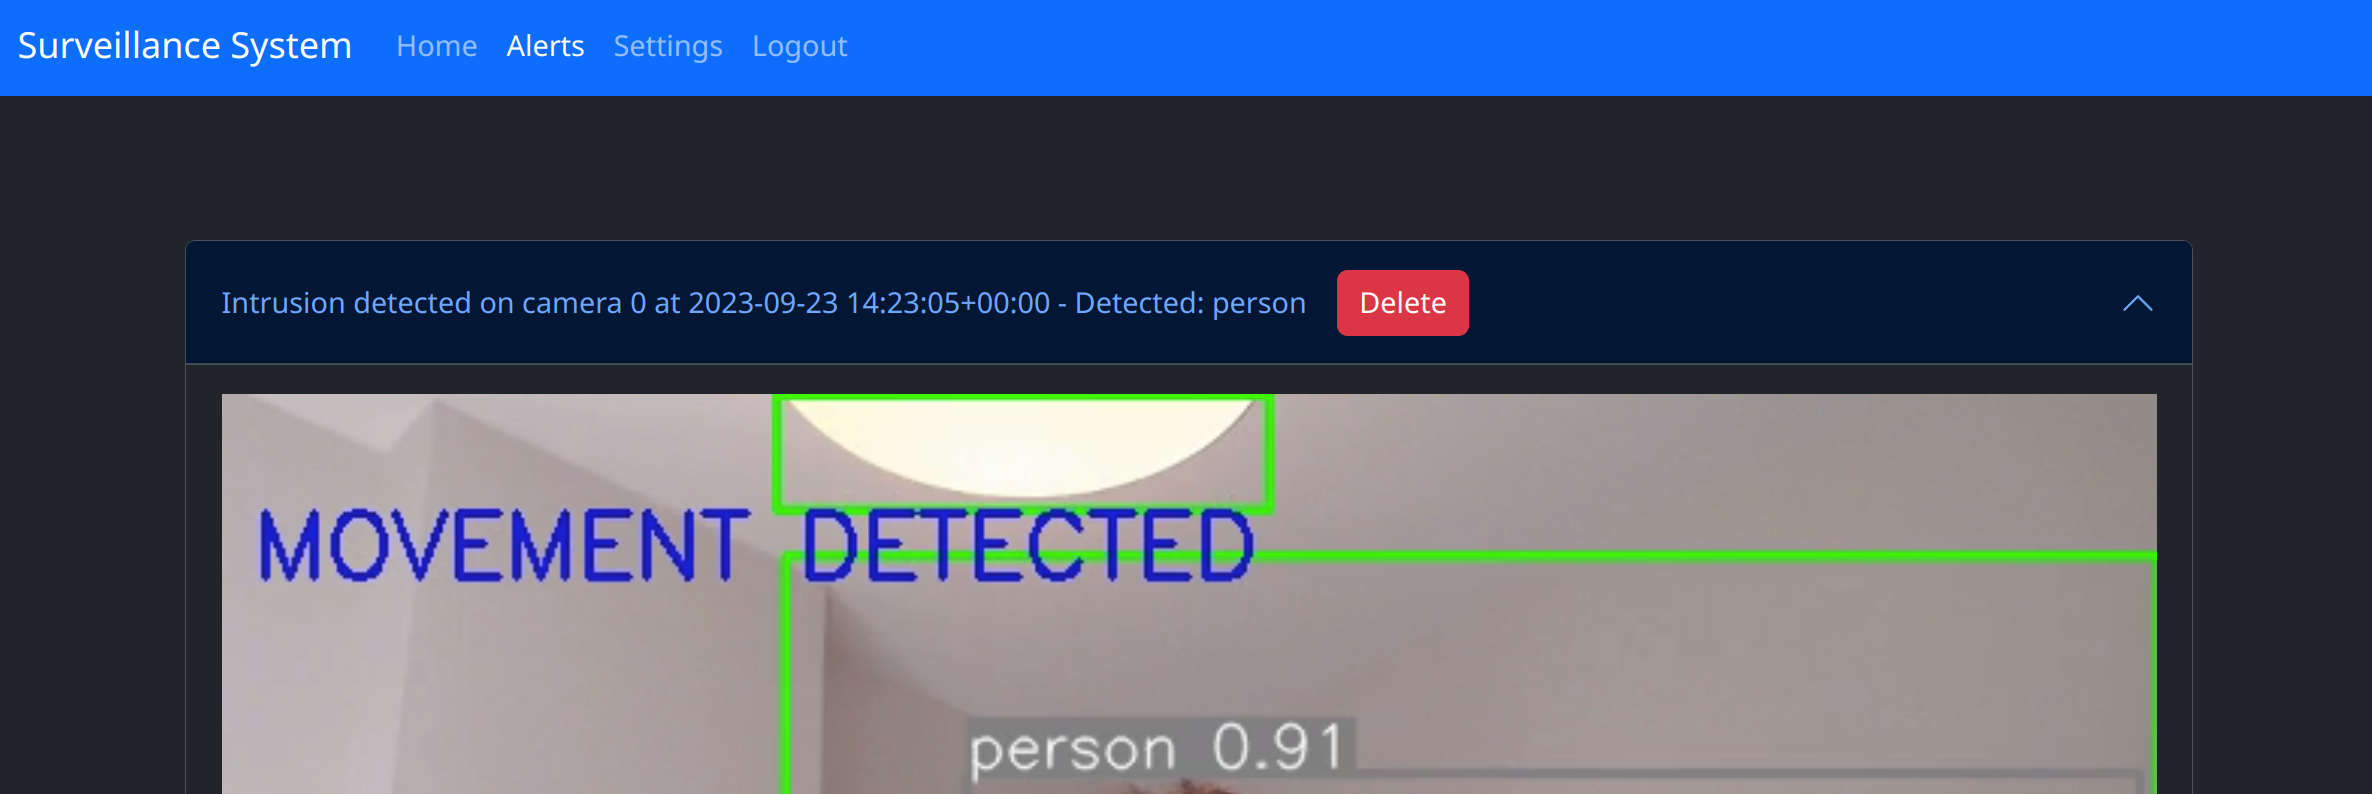 Surveillance System Home Alerts Settings Logout
Intrusion detected on camera 0 at 2023-09-23 14:23:05+00:00 - Detected: person Delete
MOVEMENT DETECTED
person 0.91